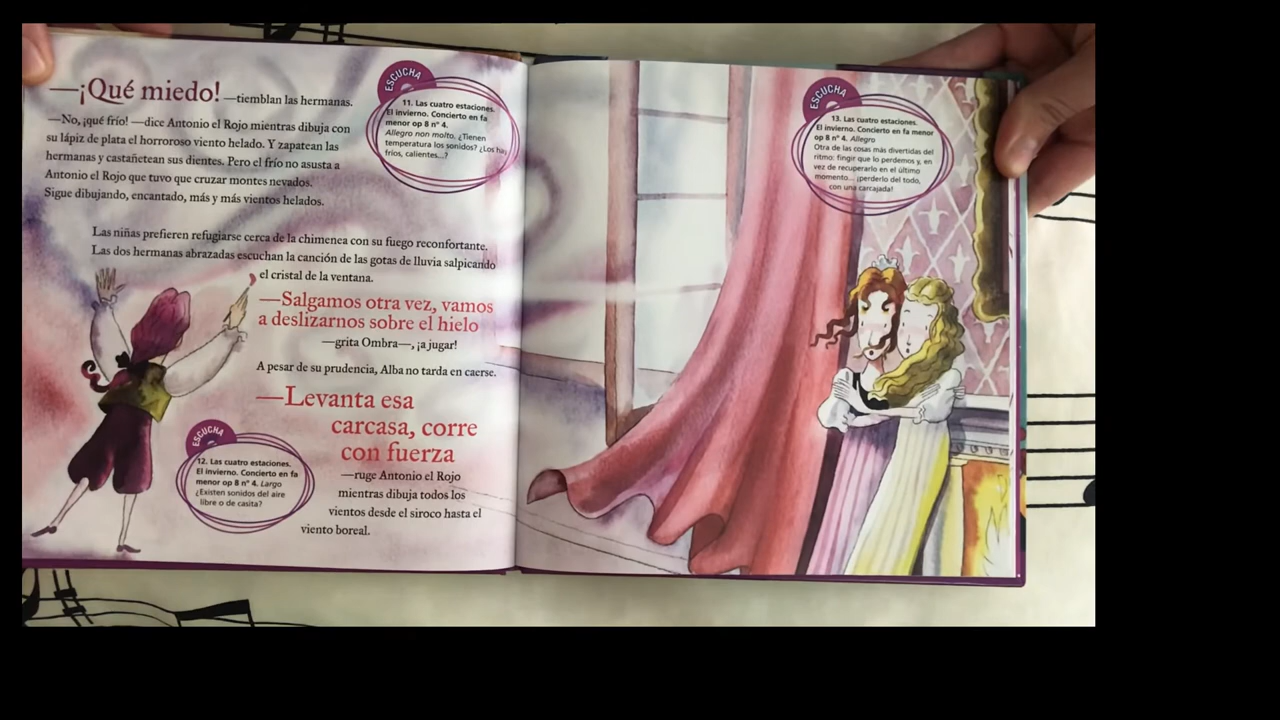 —¡Qué miedo! —tiemblan las hermanas.
—No, ¡qué frío! —dice Antonio el Rojo mientras dibuja con
su lápiz de plata el horroroso viento helado. Y zapatean las
hermanas y castañetean sus dientes. Pero el frío no asusta a
Antonio el Rojo que tuvo que cruzar montes nevados.
Sigue dibujando, encantado, más y más vientos helados.
ESCUCHA
11. Las cuatro estaciones.
El invierno. Concierto en fa
menor op 8 nº 4.
Allegro non molto. ¿Tienen
temperatura los sonidos? ¿Los hay
fríos, calientes...?
Las niñas prefieren refugiarse cerca de la chimenea con su fuego reconfortante.
Las dos hermanas abrazadas escuchan la canción de las gotas de lluvia salpicando
el cristal de la ventana.
—Salgamos otra vez, vamos
a deslizarnos sobre el hielo
—grita Ombra—, ¡a jugar!
A pesar de su prudencia, Alba no tarda en caerse.
—Levanta esa
carcasa, corre
con fuerza
—ruge Antonio el Rojo
mientras dibuja todos los
vientos desde el siroco hasta el
viento boreal.
ESCUCHA
12. Las cuatro estaciones.
El invierno. Concierto en fa
menor op 8 nº 4. Largo
¿Existen sonidos del aire
libre o de casita?
ESCUCHA
13. Las cuatro estaciones.
El invierno. Concierto en fa menor
op 8 nº 4. Allegro
Otra de las cosas más divertidas del
ritmo: fingir que lo perdemos y, en
vez de recuperarlo en el último
momento... ¡perderlo del todo,
con una carcajada!